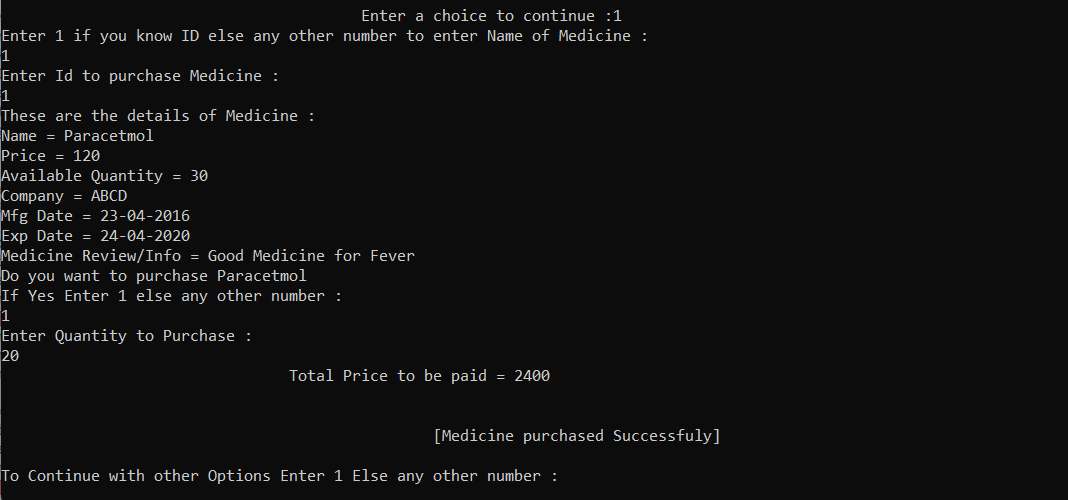 Enter a choice to continue :1
Enter 1 if you know ID else any other number to enter Name of Medicine :
1
Enter Id to purchase Medicine :
1
These are the details of Medicine :
Name = Paracetmol
Price = 120
Available Quantity = 30
Company = ABCD
Mfg Date = 23-04-2016
Exp Date = 24-04-2020
Medicine Review/Info = Good Medicine for Fever
Do you want to purchase Paracetmol
If Yes Enter 1 else any other number :
1
Enter Quantity to Purchase :
20
Total Price to be paid = 2400
[Medicine purchased Successfuly]
To Continue with other Options Enter 1 Else any other number :